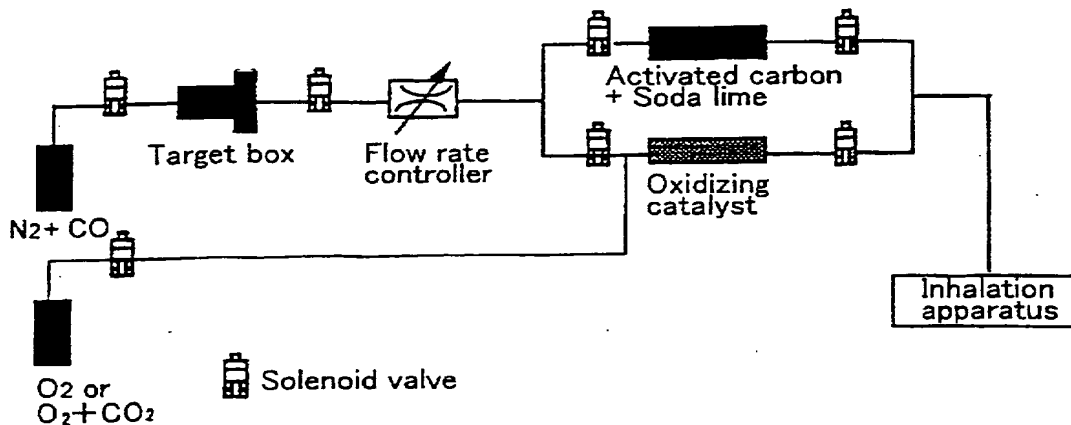 Activated carbon
+ Soda lime
Target box
Flow rate
controller
Oxidizing
catalyst
N2+ CO
Inhalation
apparatus
O2 or
O₂+CO₂
Solenoid valve